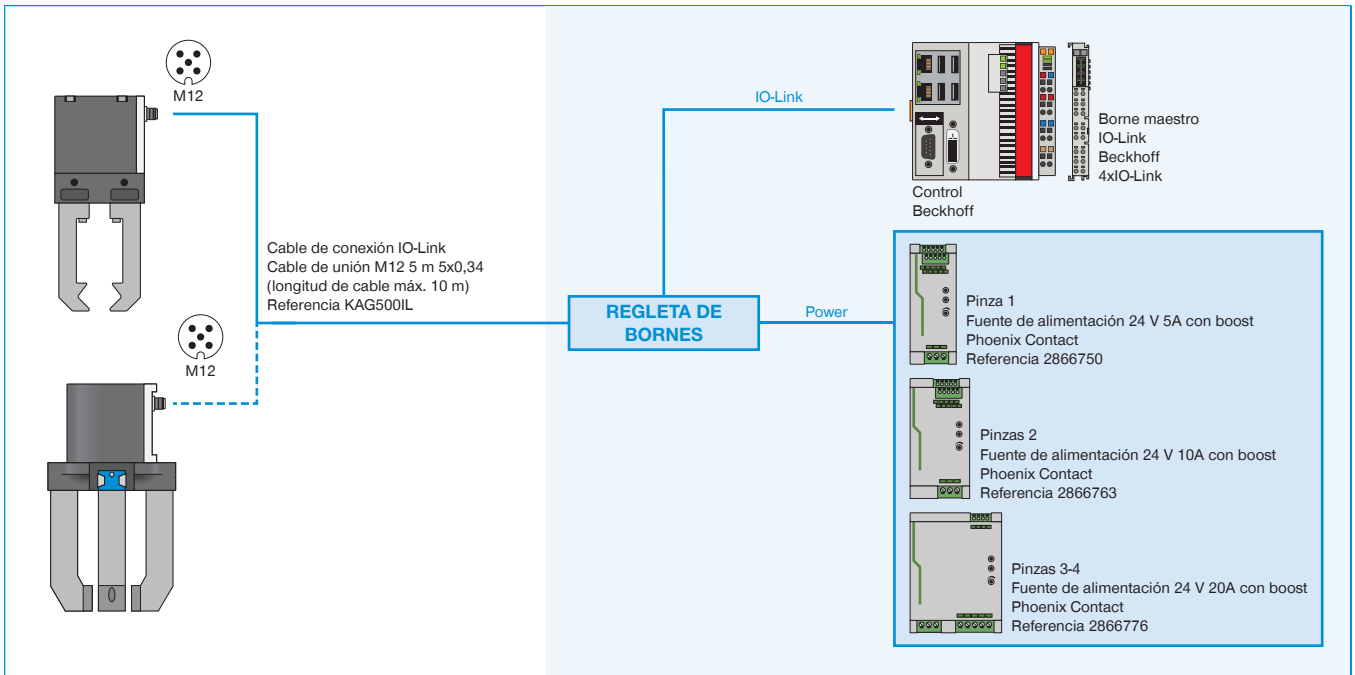 M12
Cable de conexión IO-Link
Cable de unión M12 5 m 5x0,34
(longitud de cable máx. 10 m)
Referencia KAG500IL
M12
IO-Link
REGLETA DE
BORNES
Power
Control
Beckhoff
Borne maestro
IO-Link
Beckhoff
4xIO-Link
Pinza 1
Fuente de alimentación 24 V 5A con boost
Phoenix Contact
Referencia 2866750
Pinzas 2
Fuente de alimentación 24 V 10A con boost
Phoenix Contact
Referencia 2866763
Pinzas 3-4
Fuente de alimentación 24 V 20A con boost
Phoenix Contact
Referencia 2866776